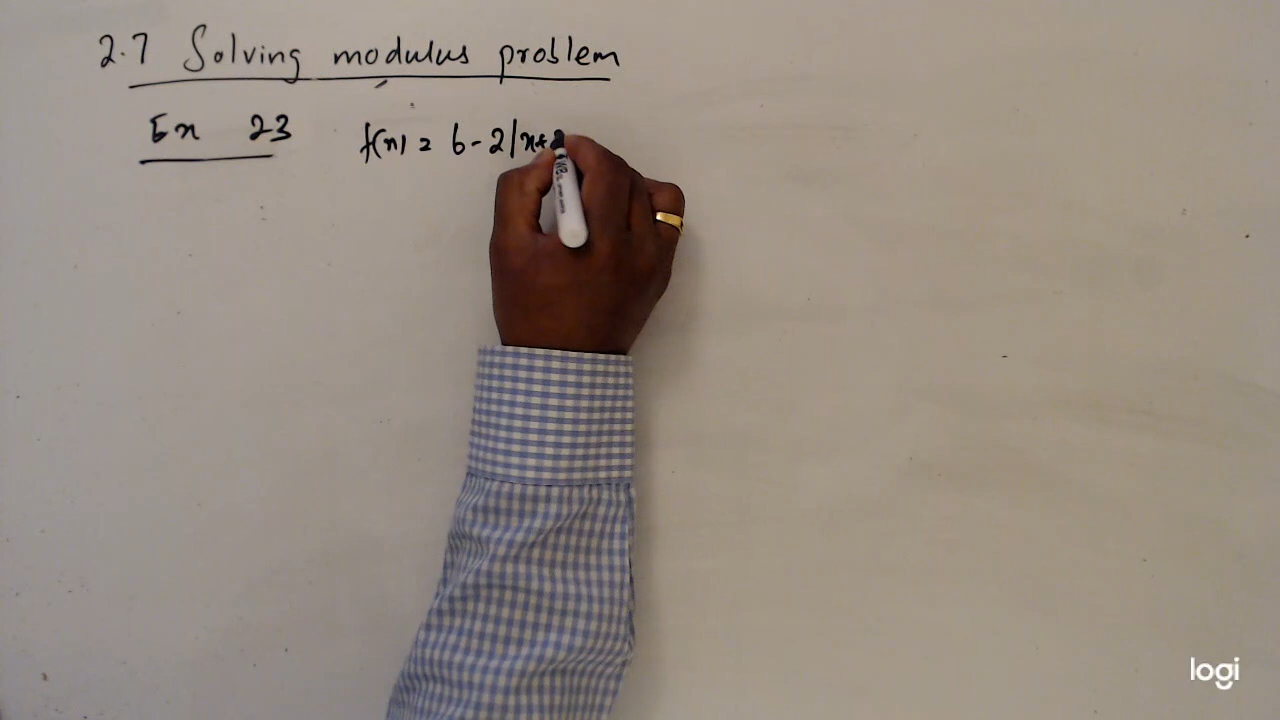 2.7 Solving modulus problem
Ex 23 f(x) = 6 - 2|x+
logi